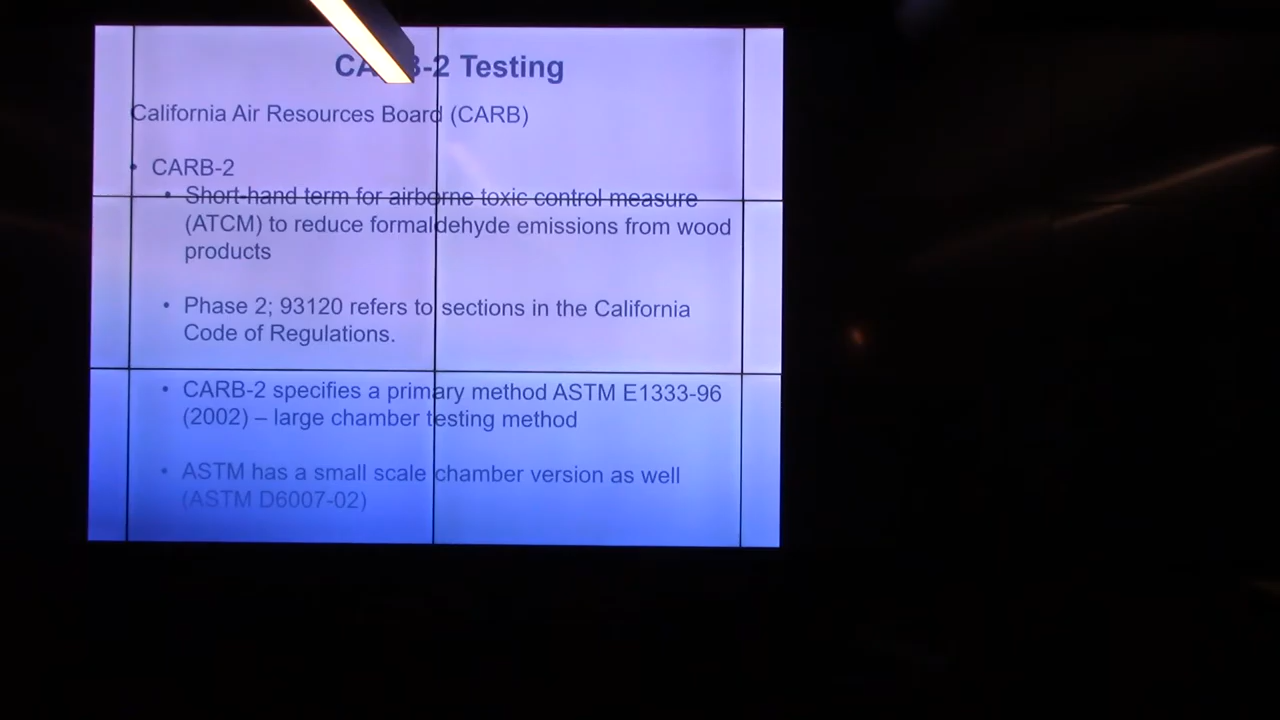 CARB-2 Testing
California Air Resources Board (CARB)
• CARB-2
• Short-hand term for airborne toxic control measure
(ATCM) to reduce formaldehyde emissions from wood
products
• Phase 2; 93120 refers to sections in the California
Code of Regulations.
• CARB-2 specifies a primary method ASTM E1333-96
(2002) – large chamber testing method
• ASTM has a small scale chamber version as well
(ASTM D6007-02)